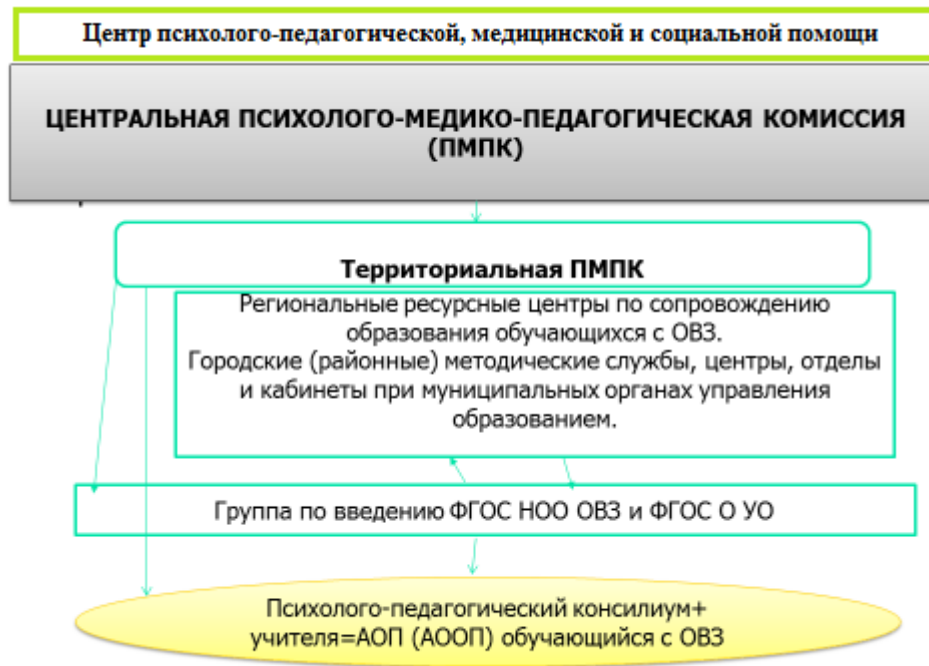 Центр психолого-педагогической, медицинской и социальной помощи
ЦЕНТРАЛЬНАЯ ПСИХОЛОГО-МЕДИКО-ПЕДАГОГИЧЕСКАЯ КОМИССИЯ
(ПМПК)
Территориальная ПМПК
Региональные ресурсные центры по сопровождению
образования обучающихся с ОВЗ.
Городские (районные) методические службы, центры, отделы
и кабинеты при муниципальных органах управления
образованием.
Группа по введению ФГОС НОО ОВЗ и ФГОС О УО
Психолого-педагогический консилиум+
учителя=АОП (АООП) обучающийся с ОВЗ